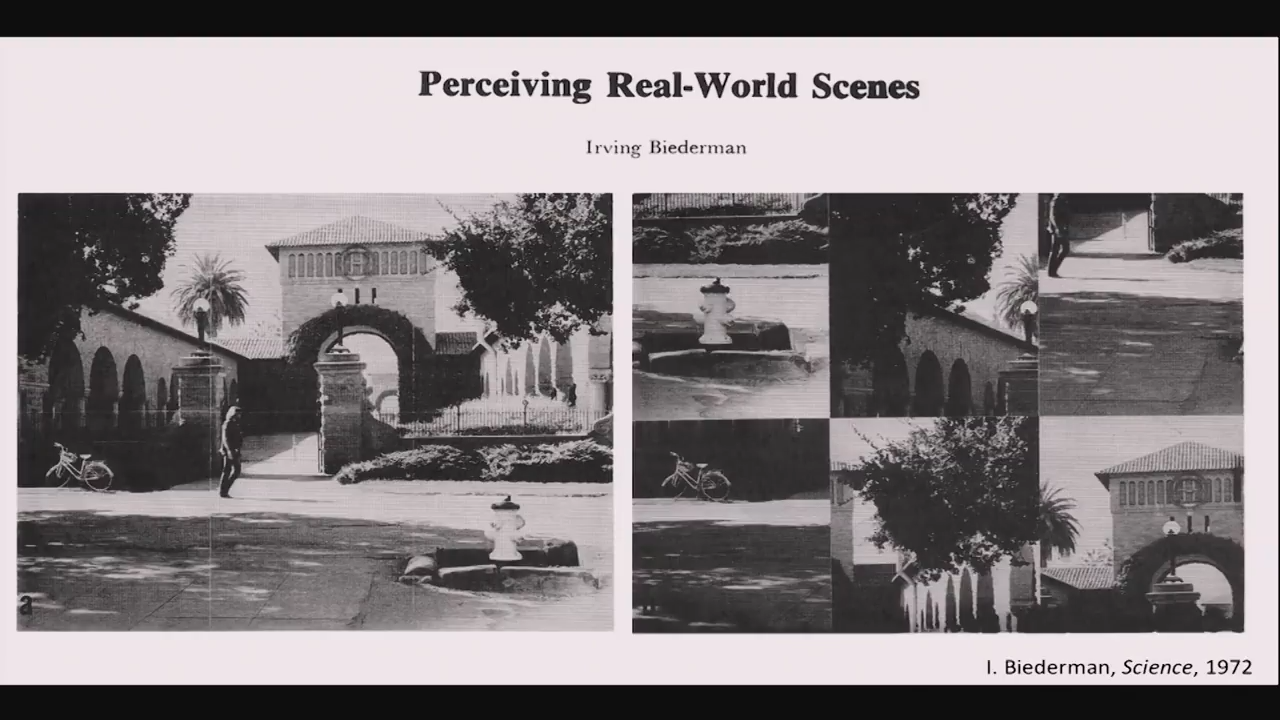 Perceiving Real-World Scenes
Irving Biederman
a
I. Biederman, Science, 1972